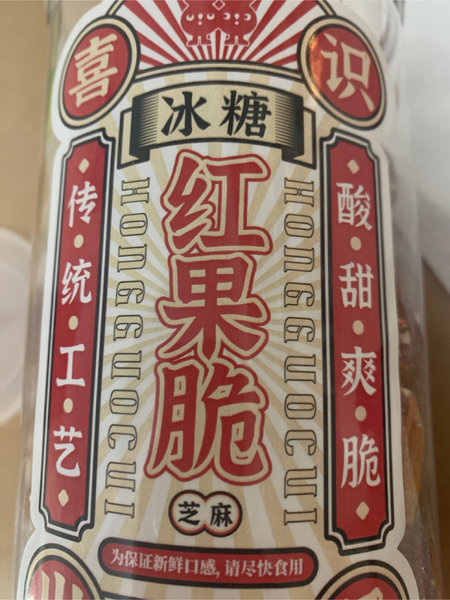 喜识
冰糖
红果脆
HONGGUOCUI
HONGGUOCUI
传·统·工·艺
酸·甜·爽·脆
芝麻
为保证新鲜口感,请尽快食用